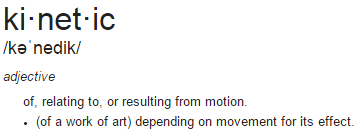 ki·net·ic
/kəˈnedik/
adjective
of, relating to, or resulting from motion.
• (of a work of art) depending on movement for its effect.